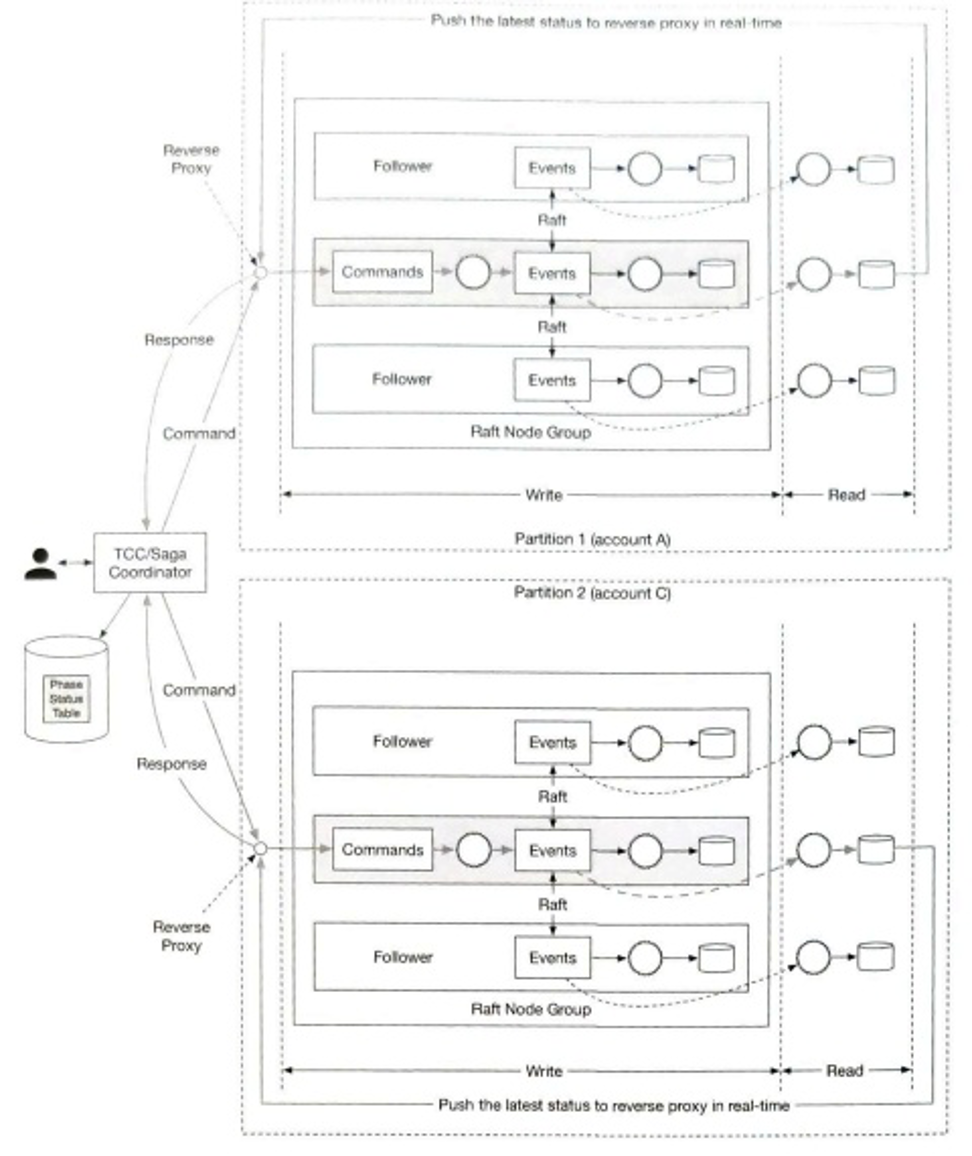 Push the latest status to reverse proxy in real-time
Reverse
Proxy
Follower
Events
Raft
Commands
Events
Raft
Follower
Events
Raft Node Group
Response
Command
Write
Read
Partition 1 (account A)
TCC/Saga
Coordinator
Partition 2 (account C)
Phase
Status
Table
Command
Response
Follower
Events
Raft
Commands
Events
Raft
Follower
Events
Raft Node Group
Reverse
Proxy
Write
Read
Push the latest status to reverse proxy in real-time